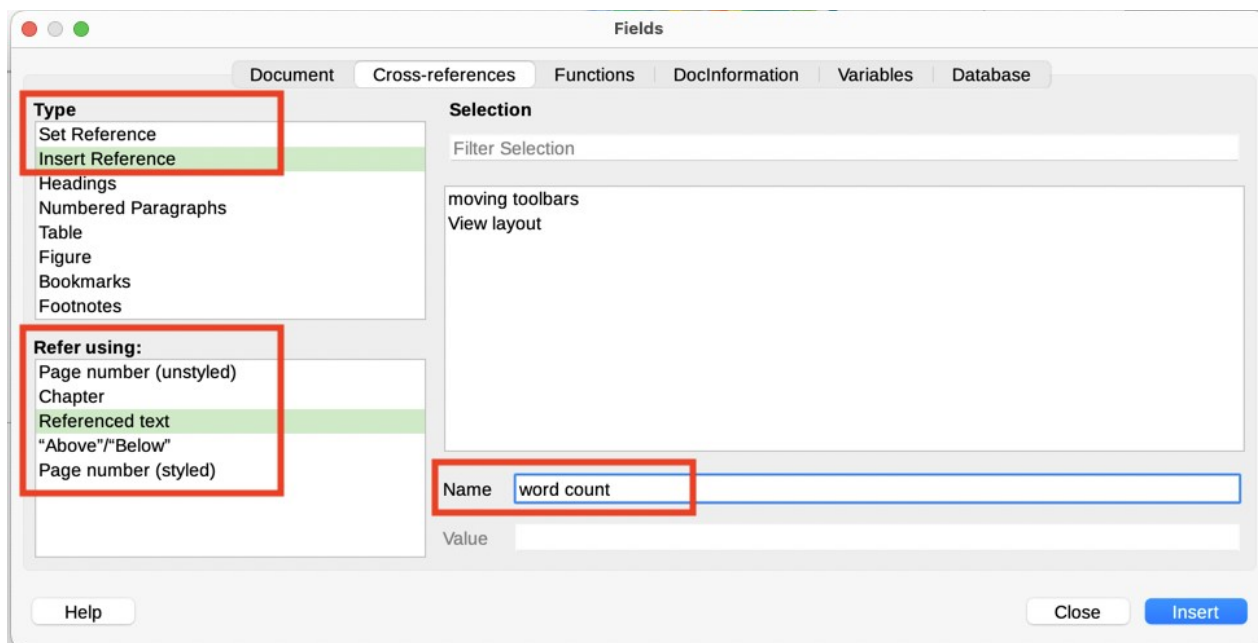 Fields
Document Cross-references Functions DocInformation Variables Database
Type
Set Reference
Insert Reference
Headings
Numbered Paragraphs
Table
Figure
Bookmarks
Footnotes
Refer using:
Page number (unstyled)
Chapter
Referenced text
“Above”/“Below”
Page number (styled)
Selection
Filter Selection
moving toolbars
View layout
Name word count
Value
Help Close Insert